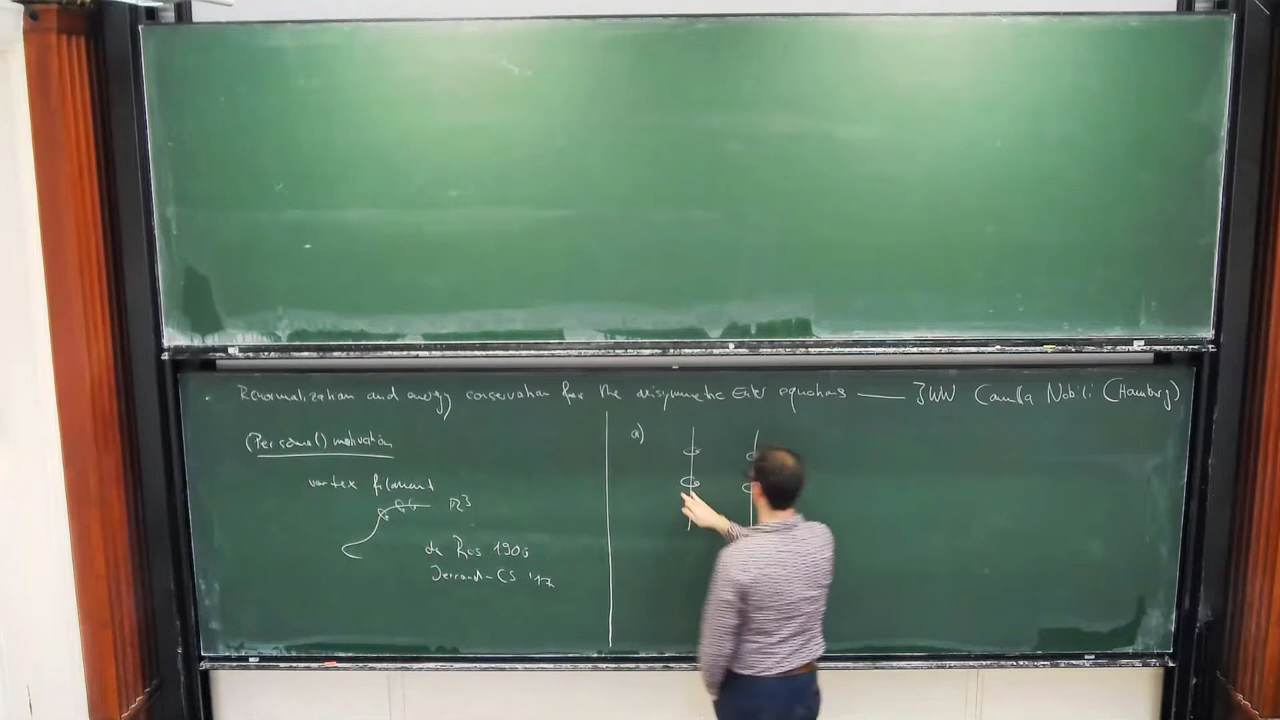 Renormalization and energy conservation for the axisymmetric Euler equations — JWW Camilla Nobili (Hamburg)
(Personal) motivation
vortex filament
ℝ³
da Rios 1906
Jerrard-CS '17
a)